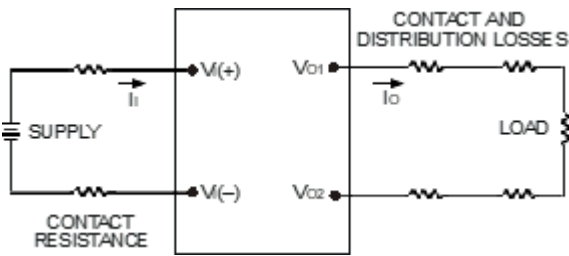 CONTACT AND
DISTRIBUTION LOSSES
VI(+)
VO1
II
IO
SUPPLY
LOAD
VI(–)
VO2
CONTACT
RESISTANCE